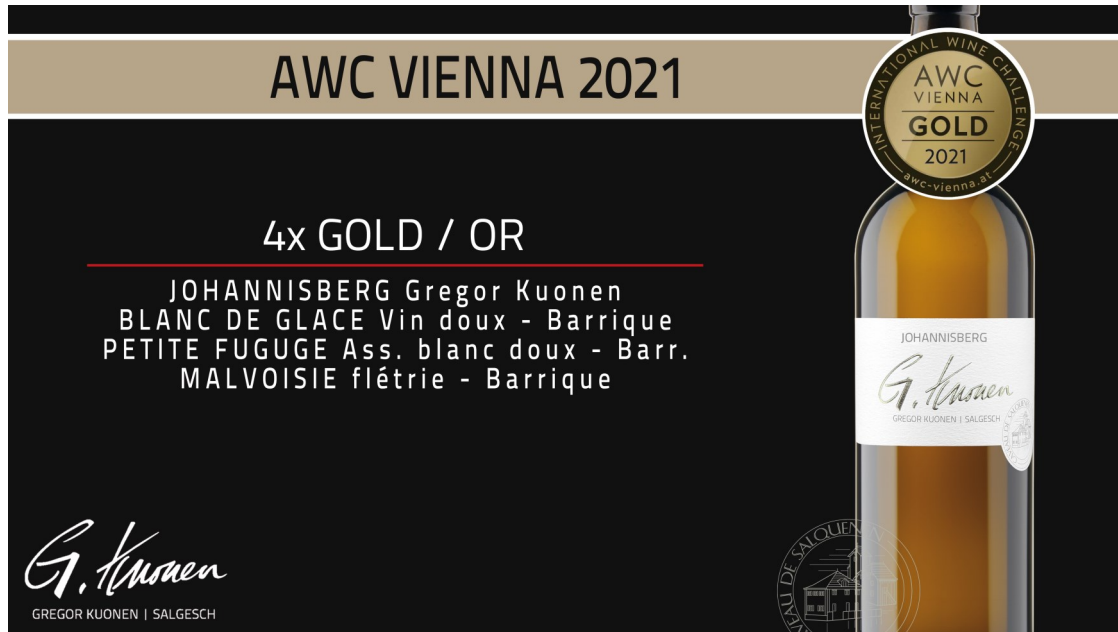 AWC VIENNA 2021
INTERNATIONAL WINE CHALLENGE
AWC
VIENNA
GOLD
2021
awc-vienna.at
4x GOLD / OR
JOHANNISBERG Gregor Kuonen
BLANC DE GLACE Vin doux - Barrique
PETITE FUGUGE Ass. blanc doux - Barr.
MALVOISIE flétrie - Barrique
JOHANNISBERG
G. Kuonen
GREGOR KUONEN | SALGESCH
G. Kuonen
GREGOR KUONEN | SALGESCH